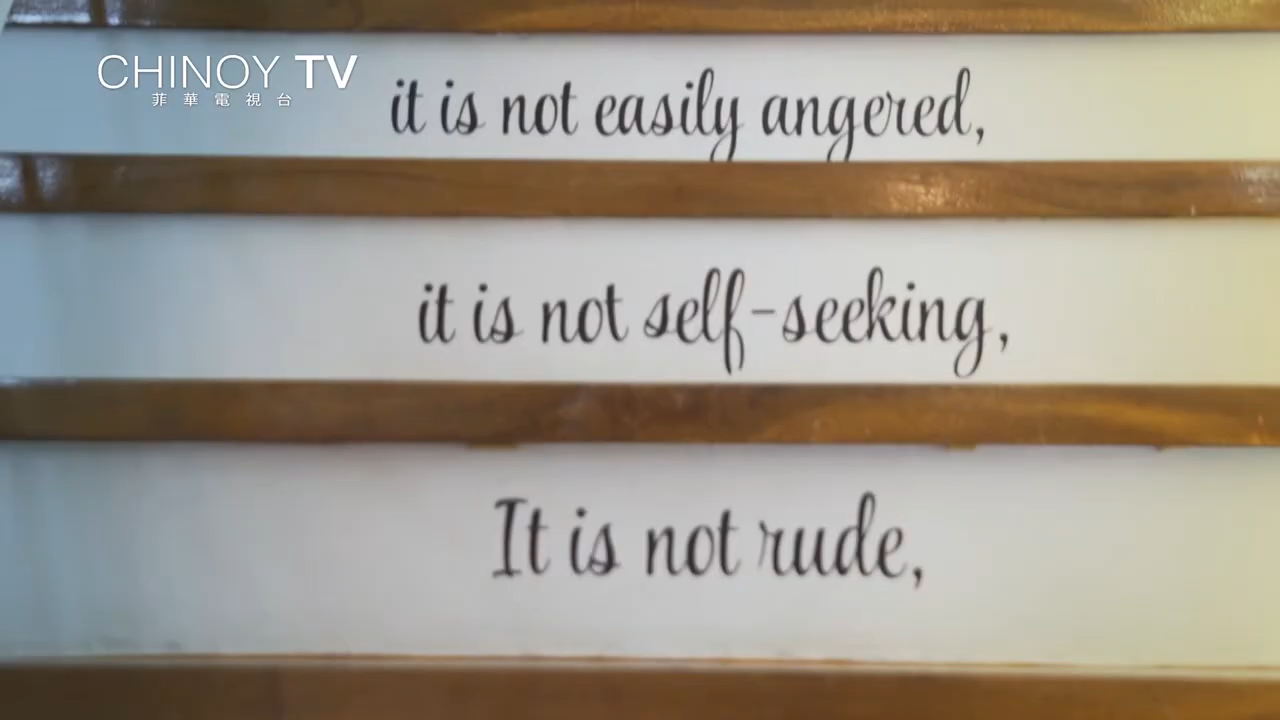 CHINOY TV
菲華電視台
it is not easily angered,
it is not self-seeking,
It is not rude,